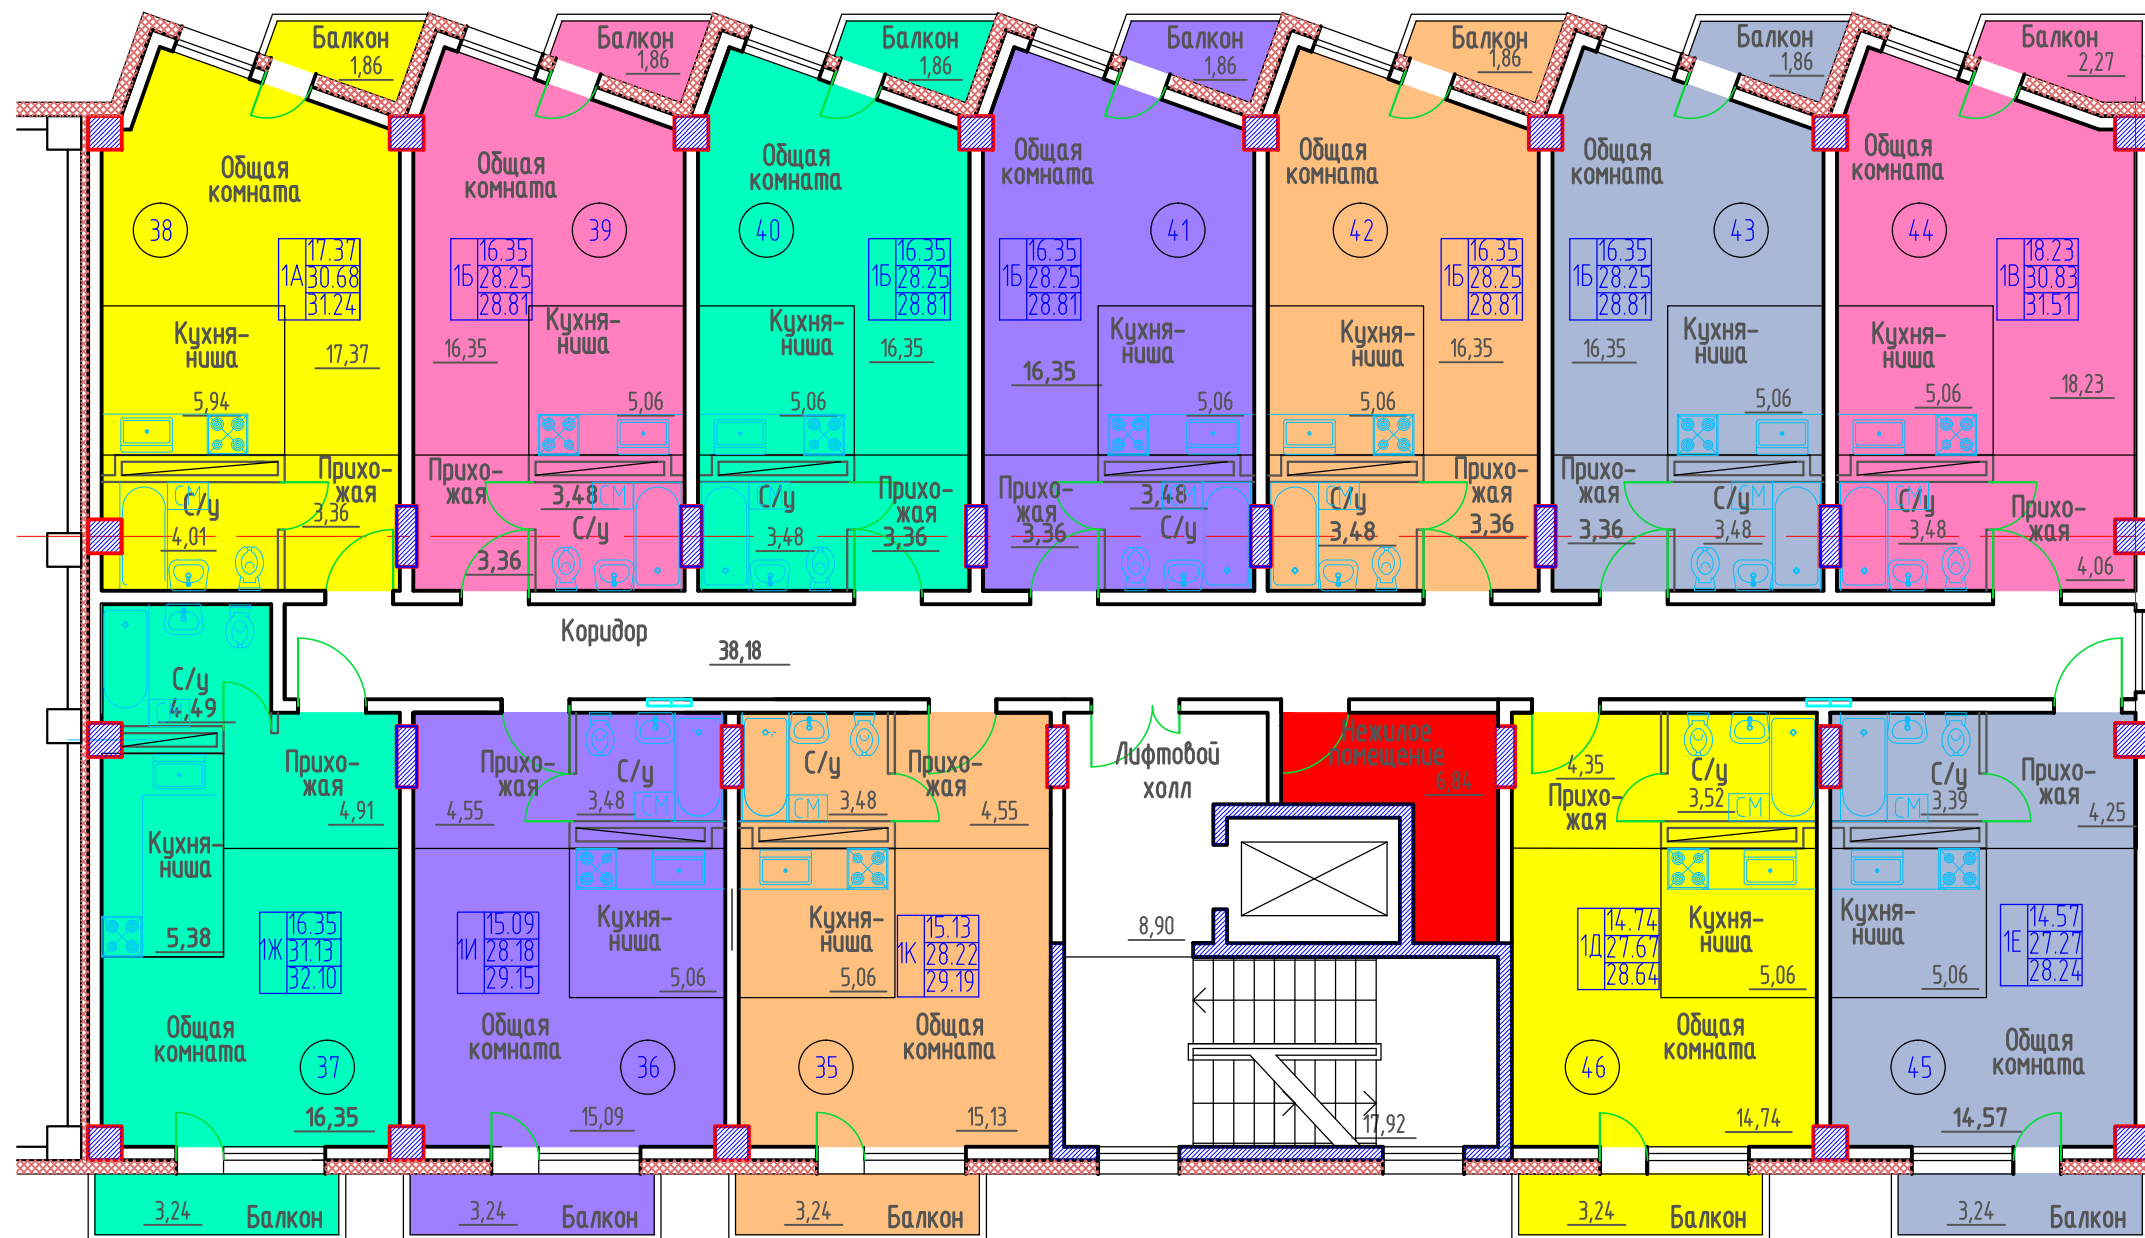 Балкон
1,86
Балкон
1,86
Балкон
1,86
Балкон
1,86
Балкон
1,86
Балкон
1,86
Балкон
2,27
Общая
комната
38
1А
17.37
30.68
31.24
Кухня-
ниша
17,37
5,94
Прихо-
жая
3,36
СМ
С/у
4,01
Общая
комната
39
1Б
16.35
28.25
28.81
Кухня-
ниша
16,35
5,06
Прихо-
жая
3,48
СМ
С/у
3,36
Общая
комната
40
1Б
16.35
28.25
28.81
Кухня-
ниша
16,35
5,06
С/у
3,48
Прихо-
жая
3,36
Общая
комната
41
1Б
16.35
28.25
28.81
Кухня-
ниша
16,35
5,06
Прихо-
жая
3,36
3,48
СМ
С/у
Общая
комната
42
1Б
16.35
28.25
28.81
Кухня-
ниша
16,35
5,06
СМ
С/у
3,48
Прихо-
жая
3,36
Общая
комната
43
1Б
16.35
28.25
28.81
Кухня-
ниша
16,35
5,06
Прихо-
жая
3,36
СМ
С/у
3,48
Общая
комната
44
1В
18.23
30.83
31.51
Кухня-
ниша
18,23
5,06
СМ
С/у
3,48
Прихо-
жая
4,06
Коридор
38,18
С/у
4,49
СМ
Прихо-
жая
4,91
Кухня-
ниша
5,38
1Ж
16.35
31.13
32.10
Общая
комната
37
16,35
Прихо-
жая
4,55
С/у
3,48
СМ
1И
15.09
28.18
29.15
Кухня-
ниша
5,06
Общая
комната
36
15,09
С/у
3,48
СМ
Прихо-
жая
4,55
Кухня-
ниша
5,06
1К
15.13
28.22
29.19
Общая
комната
35
15,13
Лифтовой
холл
8,90
Нежилое
помещение
6,84
17,92
4,35
Прихо-
жая
С/у
3,52
СМ
1Д
14.74
27.67
28.64
Кухня-
ниша
5,06
Общая
комната
46
14,74
С/у
3,39
СМ
Прихо-
жая
4,25
Кухня-
ниша
5,06
1Е
14.57
27.27
28.24
Общая
комната
45
14,57
3,24
Балкон
3,24
Балкон
3,24
Балкон
3,24
Балкон
3,24
Балкон